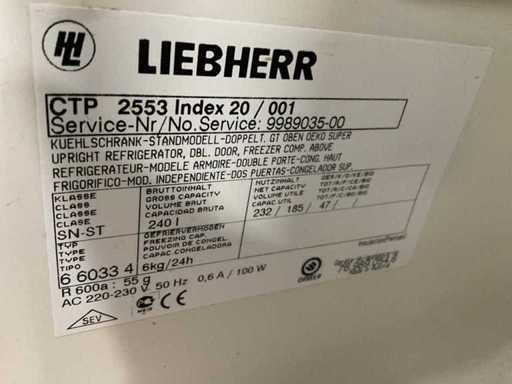 LIEBHERR
CTP 2553 Index 20 / 001
Service-Nr/No.Service: 9989035-00
KUEHLSCHRANK-STANDMODELL-DOPPELT. GT OBEN OEKO SUPER
UPRIGHT REFRIGERATOR, DBL. DOOR, FREEZER COMP. ABOVE
REFRIGERATEUR-MODELE ARMOIRE-DOUBLE PORTE-CONG. HAUT
FRIGORIFICO-MOD. INDEPENDIENTE-DOS PUERTAS-CONGELADOR SUP.
KLASSE
CLASS
CLASSE
CLASE
SN-ST
BRUTTOINHALT
GROSS CAPACITY
VOLUME BRUT
CAPACIDAD BRUTA
240 l
NUTZINHALT
NET CAPACITY
VOLUME UTILE
CAPAC.UTIL
232 / 185 / 47 /
TYP
TYPE
TYPE
TIPO
6 6033 4
GEFRIERVERMOGEN
FREEZING CAP.
POUVOIR DE CONGEL
CAP CONGELADORA
6kg/24h
R 600a: 55 g
AC 220-230 V 50 Hz 0,6 A / 100 W
SEV
CE